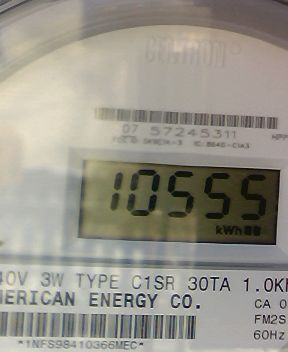 CENTRON®
07 57245311
10555
kWh
40V 3W TYPE C1SR 30TA 1.0K
MERICAN ENERGY CO.
CA 0
FM2S
60Hz
*1NFS98410366MEC*